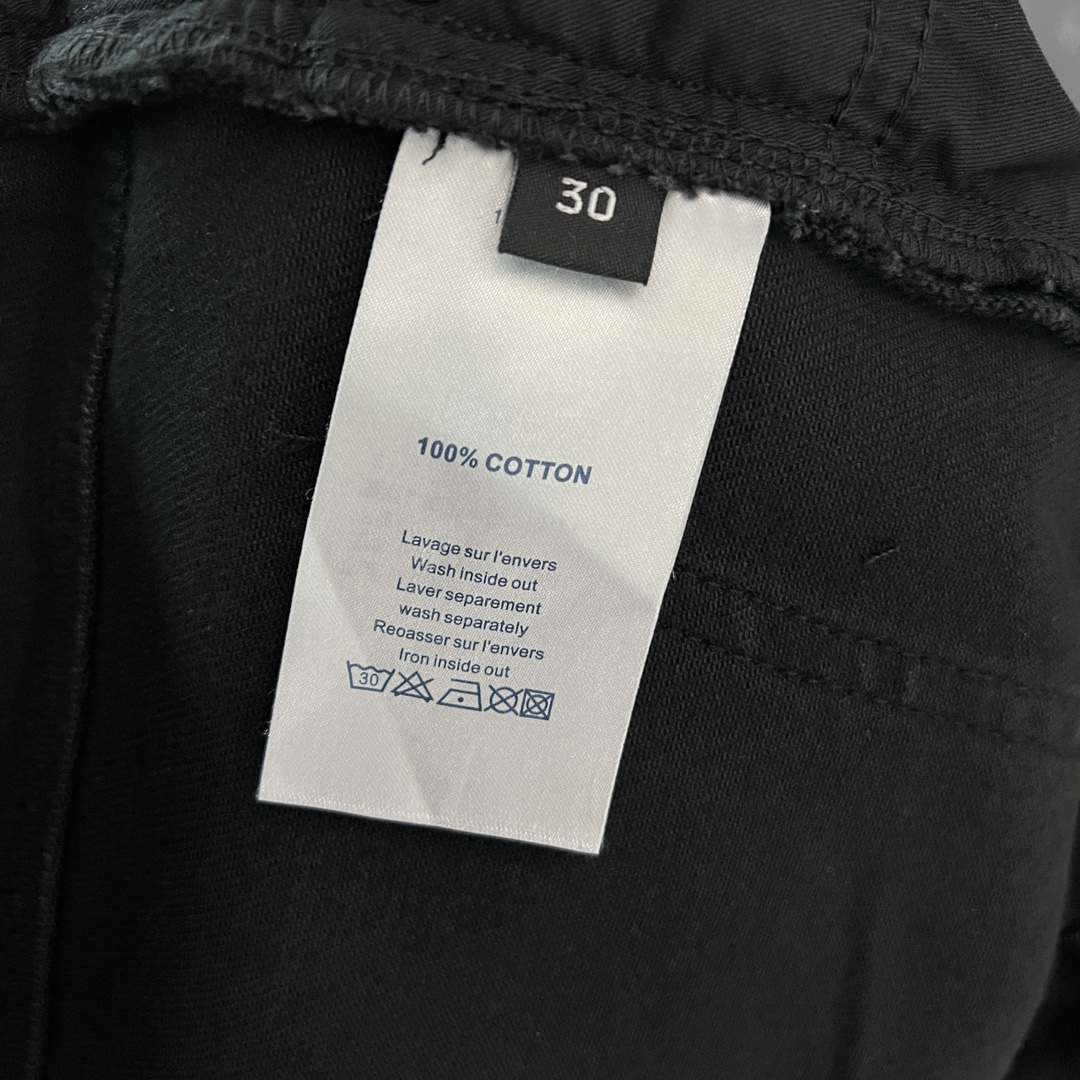 30
100% COTTON
Lavage sur l'envers
Wash inside out
Laver separement
wash separately
Reoasser sur l'envers
Iron inside out
30